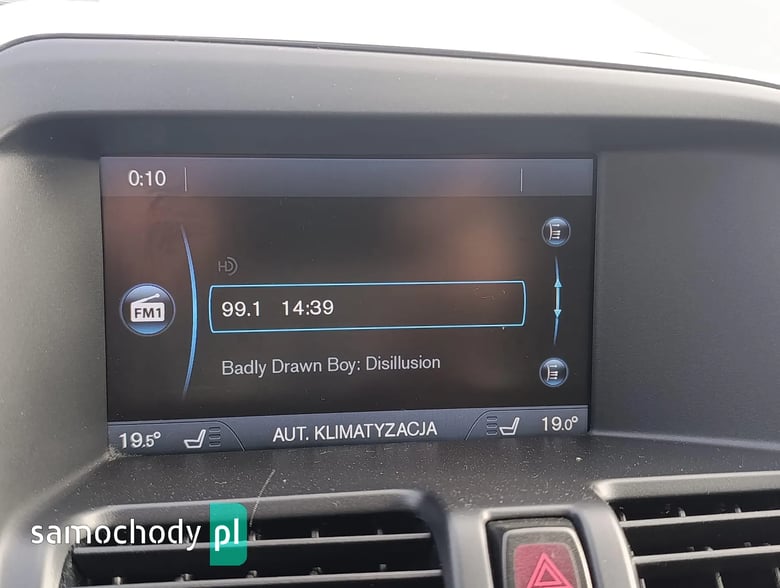 0:10
HD
FM1
99.1 14:39
Badly Drawn Boy: Disillusion
19.5° AUT. KLIMATYZACJA 19.0°
samochody pl